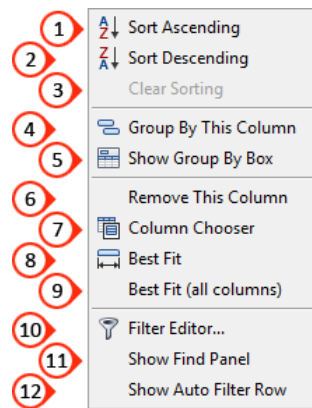 1 Sort Ascending
2 Sort Descending
3 Clear Sorting
4 Group By This Column
5 Show Group By Box
6 Remove This Column
7 Column Chooser
8 Best Fit
9 Best Fit (all columns)
10 Filter Editor...
11 Show Find Panel
12 Show Auto Filter Row